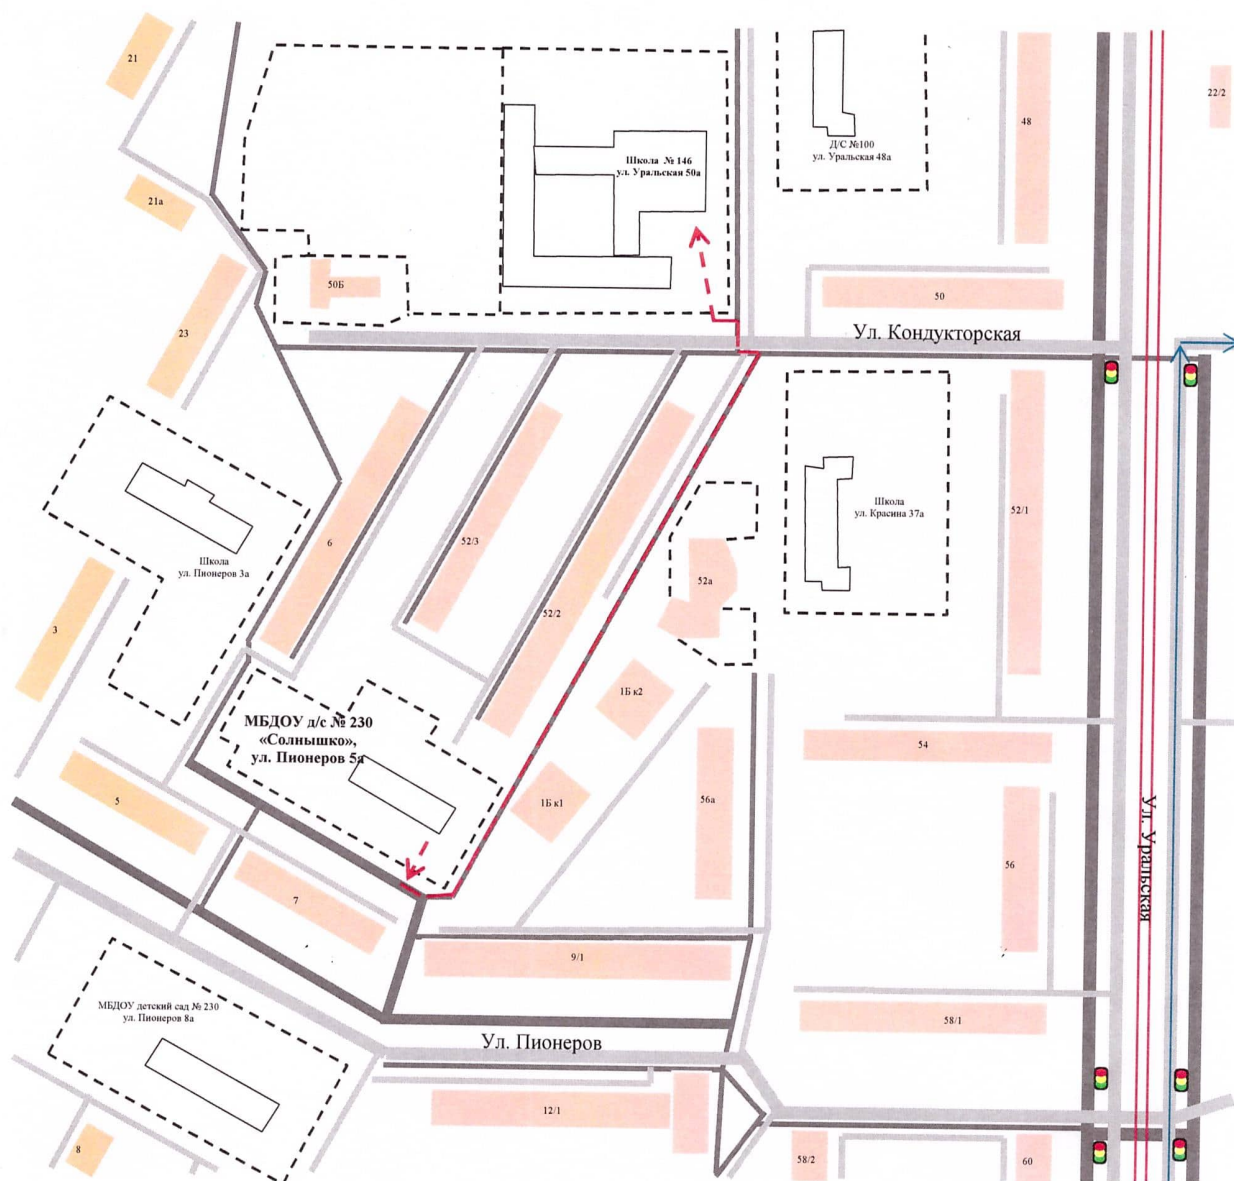 21
22/2
48
Д/С №100
ул. Уральская 48а
Школа № 146
ул. Уральская 50а
21а
50Б
50
23
Ул. Кондукторская
Школа
ул. Красина 37а
52/1
6
52/3
Школа
ул. Пионеров 3а
52а
52/2
3
1Б к2
МБДОУ д/с № 230
«Солнышко»,
ул. Пионеров 5а
54
5
1Б к1
56а
Ул. Уральская
56
7
9/1
МБДОУ детский сад № 230
ул. Пионеров 8а
58/1
Ул. Пионеров
12/1
8
58/2
60